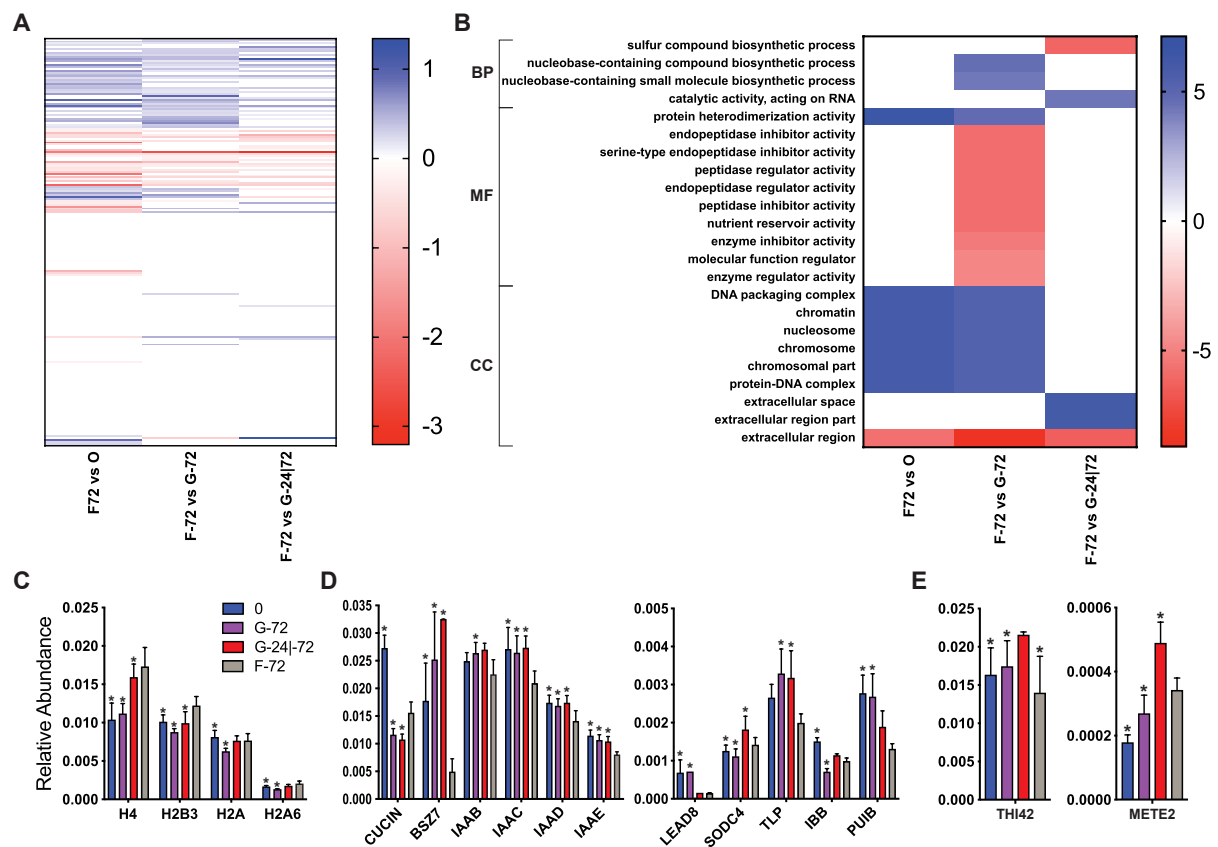 A
1
0
-1
-2
-3
F72 vs O
F-72 vs G-72
F-72 vs G-24|72
B
BP
MF
CC
sulfur compound biosynthetic process
nucleobase-containing compound biosynthetic process
nucleobase-containing small molecule biosynthetic process
catalytic activity, acting on RNA
protein heterodimerization activity
endopeptidase inhibitor activity
serine-type endopeptidase inhibitor activity
peptidase regulator activity
endopeptidase regulator activity
peptidase inhibitor activity
nutrient reservoir activity
enzyme inhibitor activity
molecular function regulator
enzyme regulator activity
DNA packaging complex
chromatin
nucleosome
chromosome
chromosomal part
protein-DNA complex
extracellular space
extracellular region part
extracellular region
5
0
-5
F72 vs O
F-72 vs G-72
F-72 vs G-24|72
C
Relative Abundance
0.025
0.020
0.015
0.010
0.005
0.000
* * *
* * *
* *
* *
H4 H2B3 H2A H2A6
0
G-72
G-24|-72
F-72
D
0.035
0.030
0.025
0.020
0.015
0.010
0.005
0.000
* * *
* * *
*
* * *
* * *
* * *
CUCIN BSZ7 IAAB IAAC IAAD IAAE
0.005
0.004
0.003
0.002
0.001
0.000
* *
* * *
* *
* *
* *
LEAD8 SODC4 TLP IBB PUIB
E
0.025
0.020
0.015
0.010
0.005
0.000
* * *
THI42
0.0006
0.0004
0.0002
0.0000
* * *
METE2